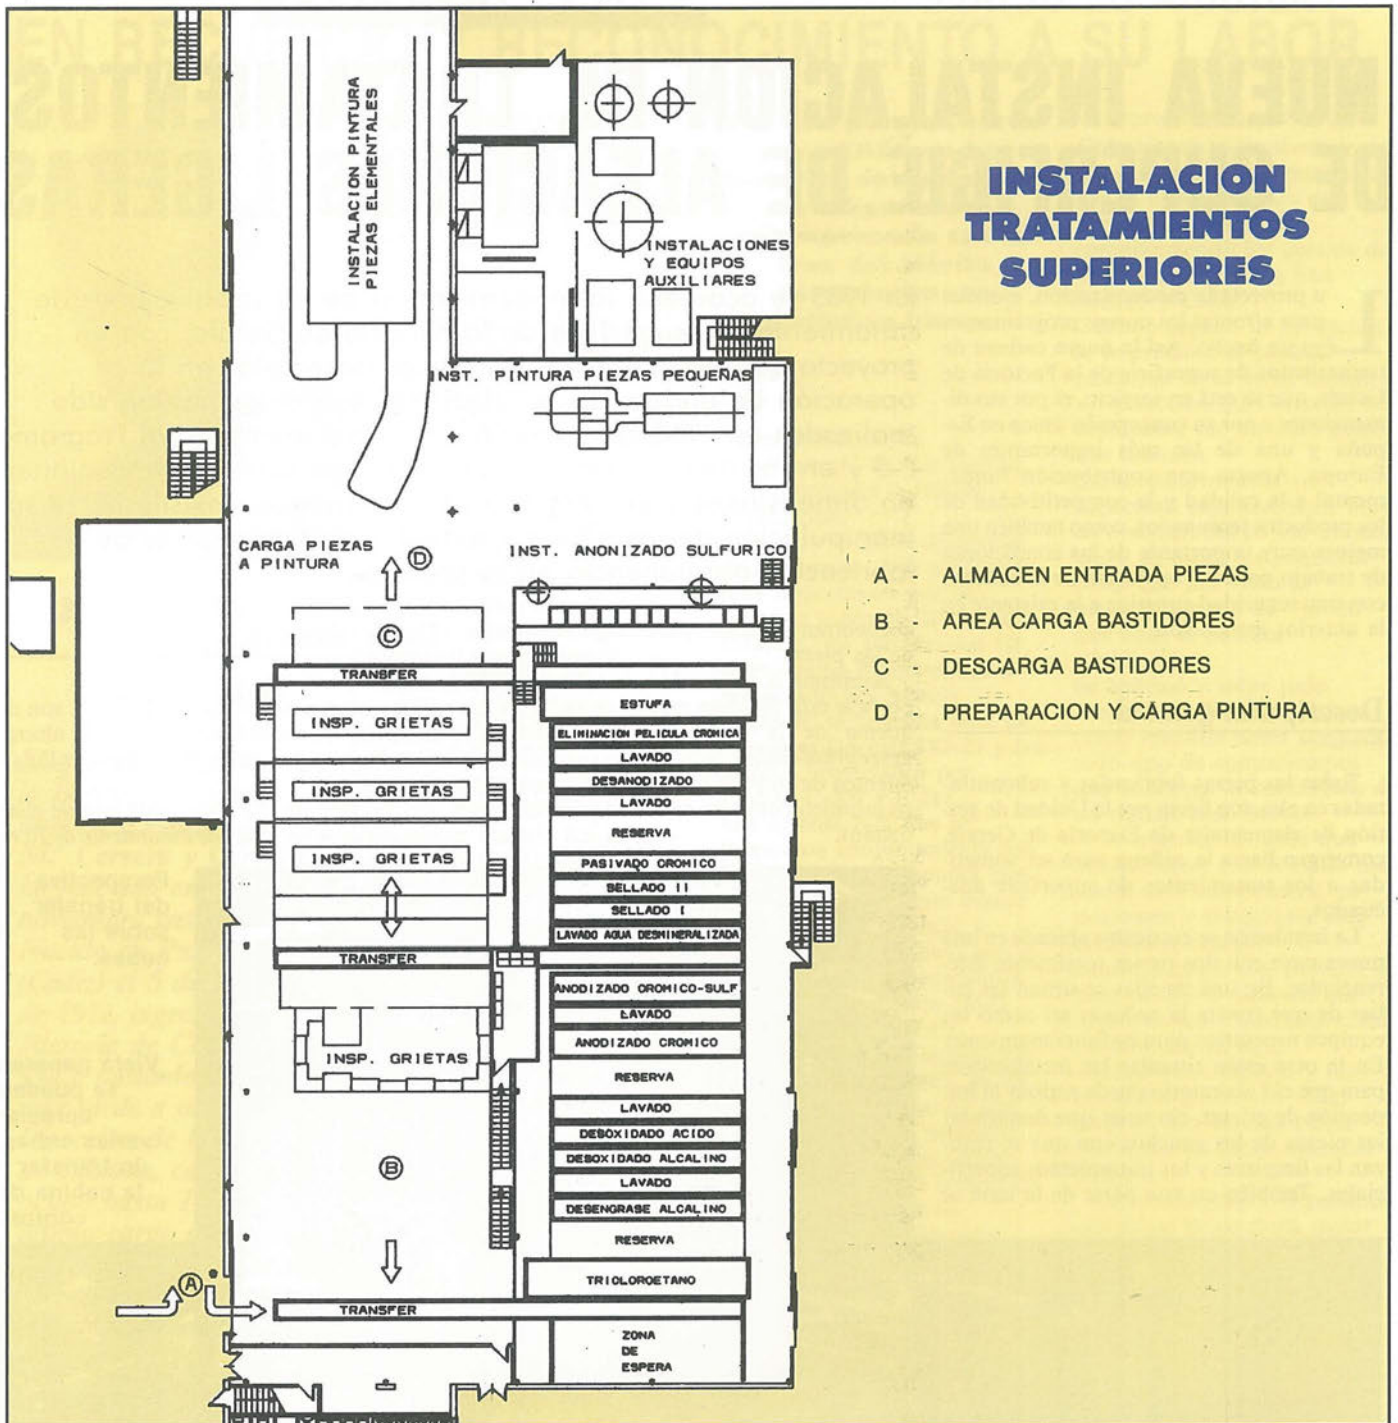 INSTALACION
TRATAMIENTOS
SUPERIORES
INSTALACION PINTURA
PIEZAS ELEMENTALES
INSTALACIONES
Y EQUIPOS
AUXILIARES
INST. PINTURA PIEZAS PEQUEÑAS
CARGA PIEZAS
A PINTURA
D
INST. ANONIZADO SULFURICO
A - ALMACEN ENTRADA PIEZAS
B - AREA CARGA BASTIDORES
C - DESCARGA BASTIDORES
D - PREPARACION Y CARGA PINTURA
C
TRANSFER
ESTUFA
INSP. GRIETAS
ELIMINACION PELICULA CROMICA
LAVADO
INSP. GRIETAS
DESANODIZADO
LAVADO
RESERVA
INSP. GRIETAS
PASIVADO OROMICO
SELLADO II
SELLADO I
LAVADO AGUA DESMINERALIZADA
TRANSFER
ANODIZADO OROMICO-SULF.
LAVADO
ANODIZADO CROMICO
INSP. GRIETAS
RESERVA
LAVADO
DESOXIDADO ACIDO
DESOXIDADO ALCALINO
B
LAVADO
DESENGRASE ALCALINO
RESERVA
TRICLOROETANO
A
TRANSFER
ZONA
DE
ESPERA